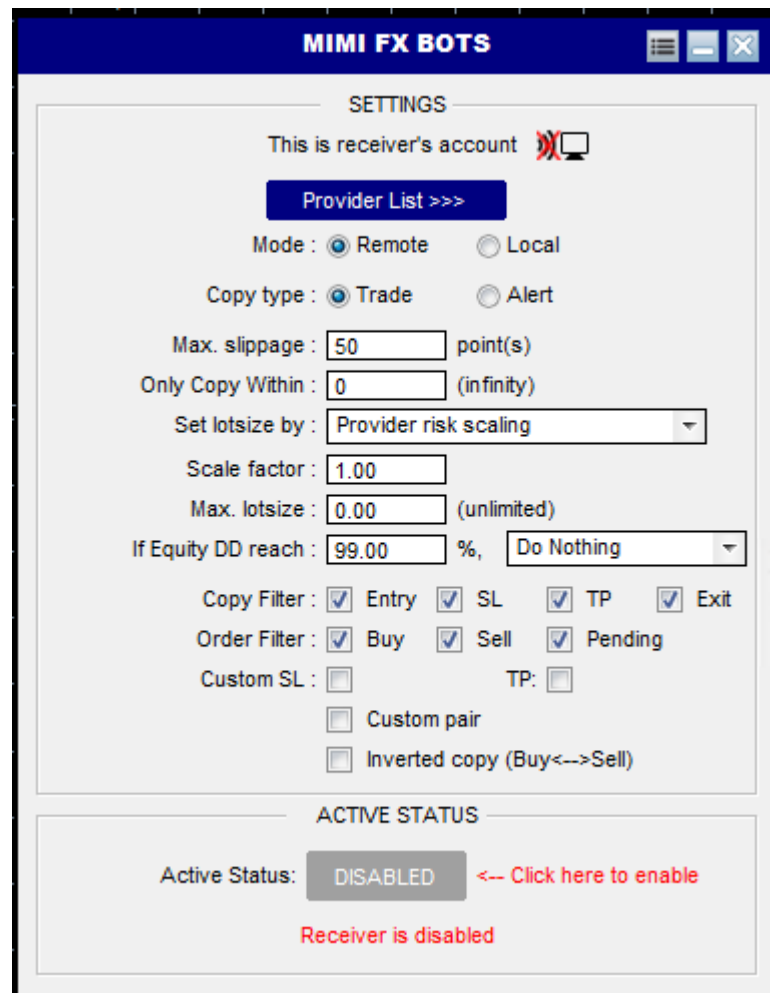 MIMI FX BOTS
SETTINGS
This is receiver's account
Provider List >>>
Mode : Remote Local
Copy type : Trade Alert
Max. slippage : 50 point(s)
Only Copy Within : 0 (infinity)
Set lotsize by : Provider risk scaling
Scale factor : 1.00
Max. lotsize : 0.00 (unlimited)
If Equity DD reach : 99.00 %, Do Nothing
Copy Filter : Entry SL TP Exit
Order Filter : Buy Sell Pending
Custom SL : TP:
Custom pair
Inverted copy (Buy<-->Sell)
ACTIVE STATUS
Active Status: DISABLED <-- Click here to enable
Receiver is disabled